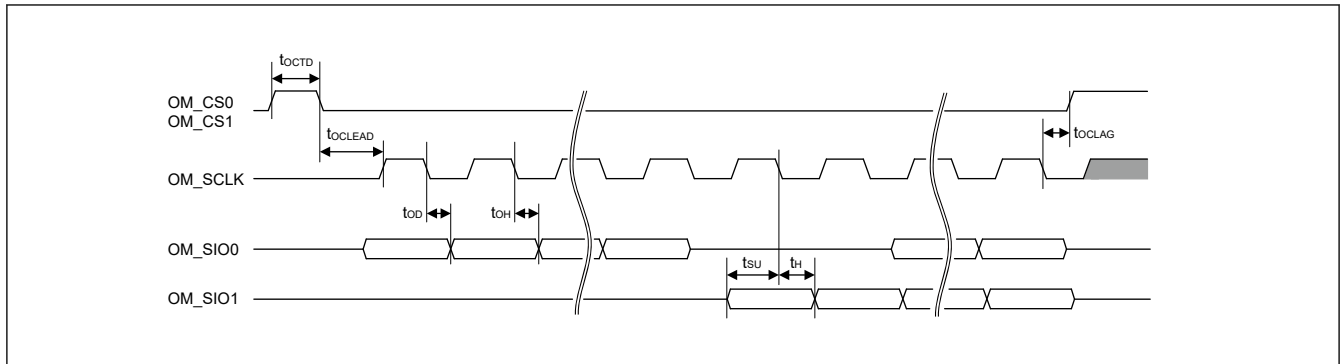 tOCTD
OM_CS0
OM_CS1
tOCLEAD
tOCLAG
OM_SCLK
tOD
tOH
OM_SIO0
tSU
tH
OM_SIO1